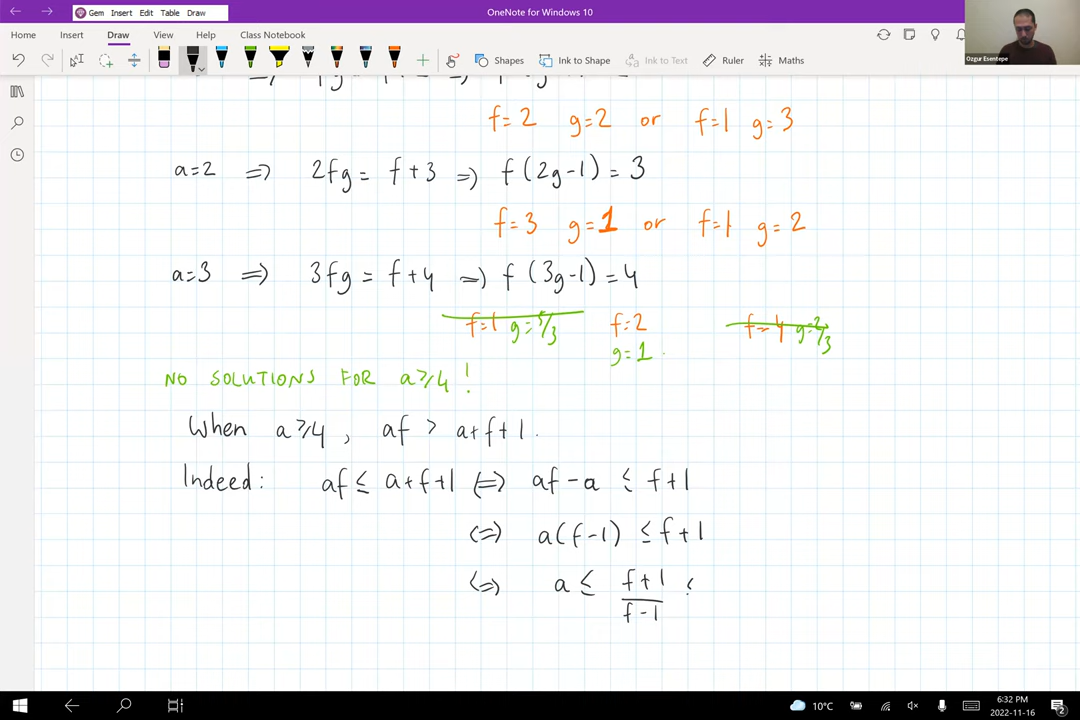 Gem Insert Edit Table Draw
OneNote for Windows 10
Home Insert Draw View Help Class Notebook
Shapes Ink to Shape Ink to Text Ruler Maths
Ozgur Esentepe
f=2 g=2 or f=1 g=3
a=2 => 2fg = f+3 => f(2g-1) = 3
f=3 g=1 or f=1 g=2
a=3 => 3fg = f+4 => f(3g-1) = 4
f=1 g=5/3 f=2 f=4 g=2/3
g=1
NO SOLUTIONS FOR a≥4 !
When a≥4, af > a+f+1.
Indeed: af ≤ a+f+1 <=> af-a ≤ f+1
<=> a(f-1) ≤ f+1
<=> a ≤ f+1
f-1
10°C
6:32 PM
2022-11-16
2